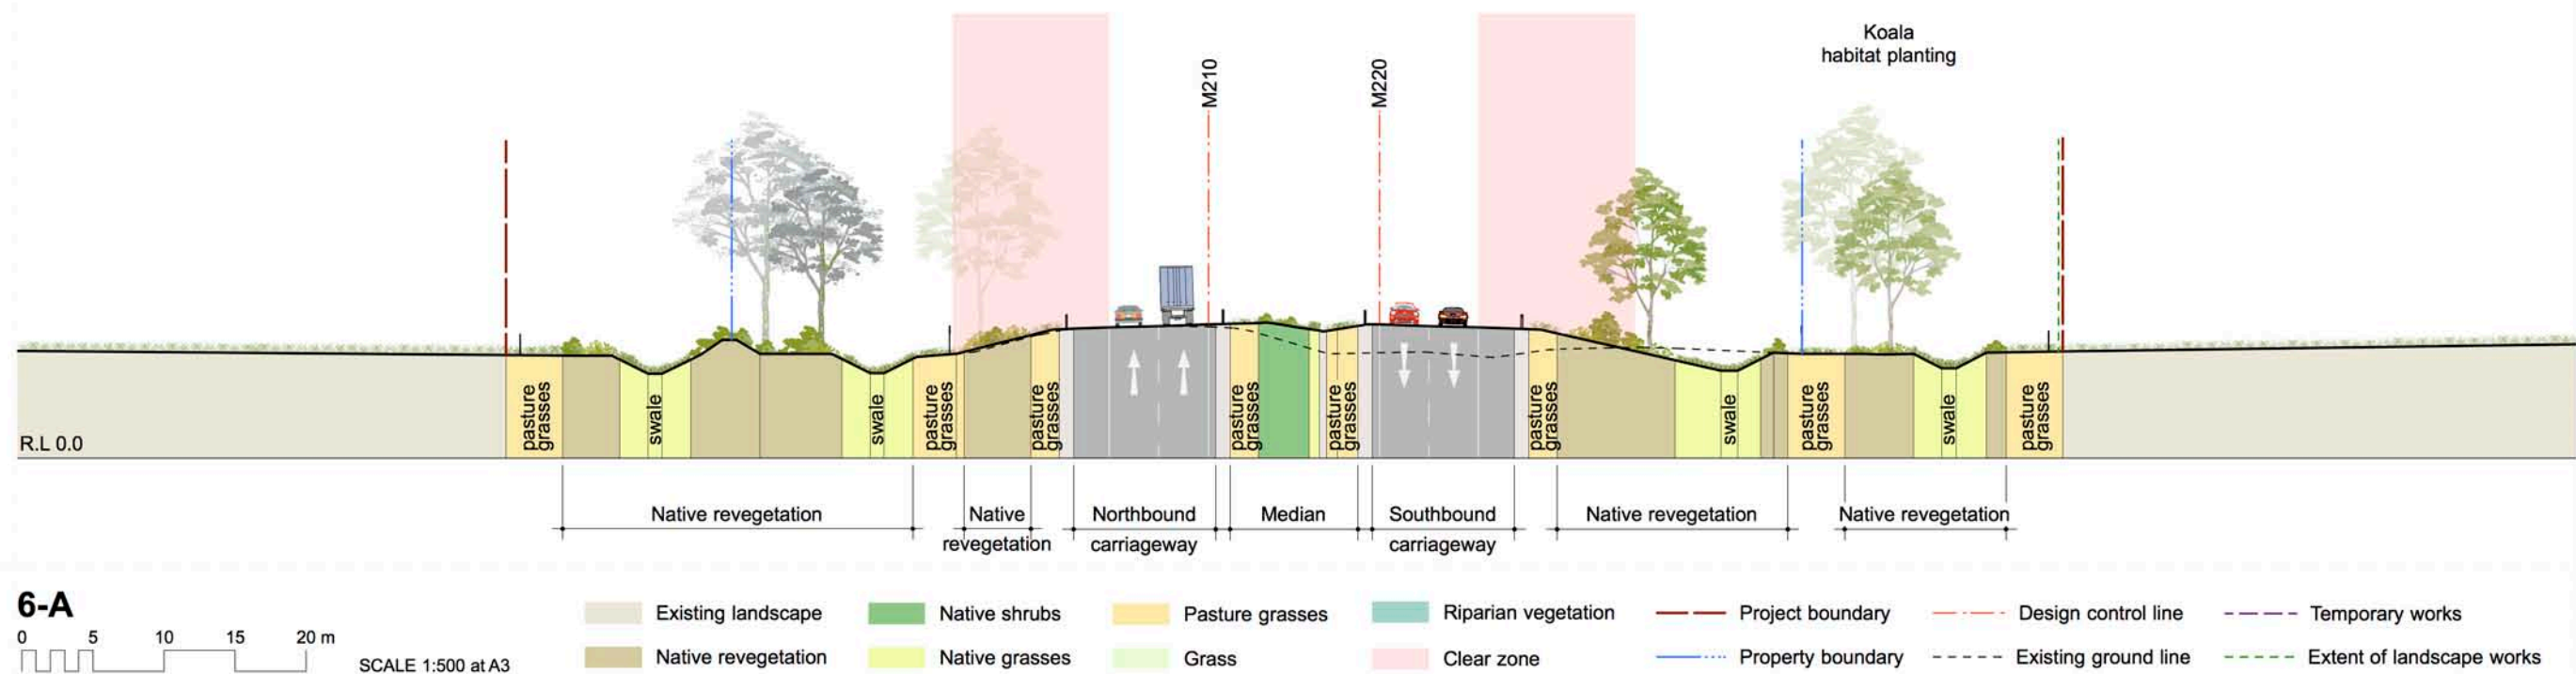 Koala
habitat planting
M210
M220
R.L 0.0
pasture
grasses
swale
swale
pasture
grasses
pasture
grasses
pasture
grasses
pasture
grasses
pasture
grasses
swale
pasture
grasses
swale
pasture
grasses
Native revegetation
Native
revegetation
Northbound
carriageway
Median
Southbound
carriageway
Native revegetation
Native revegetation
6-A
0 5 10 15 20 m
SCALE 1:500 at A3
Existing landscape
Native revegetation
Native shrubs
Native grasses
Pasture grasses
Grass
Riparian vegetation
Clear zone
Project boundary
Property boundary
Design control line
Existing ground line
Temporary works
Extent of landscape works